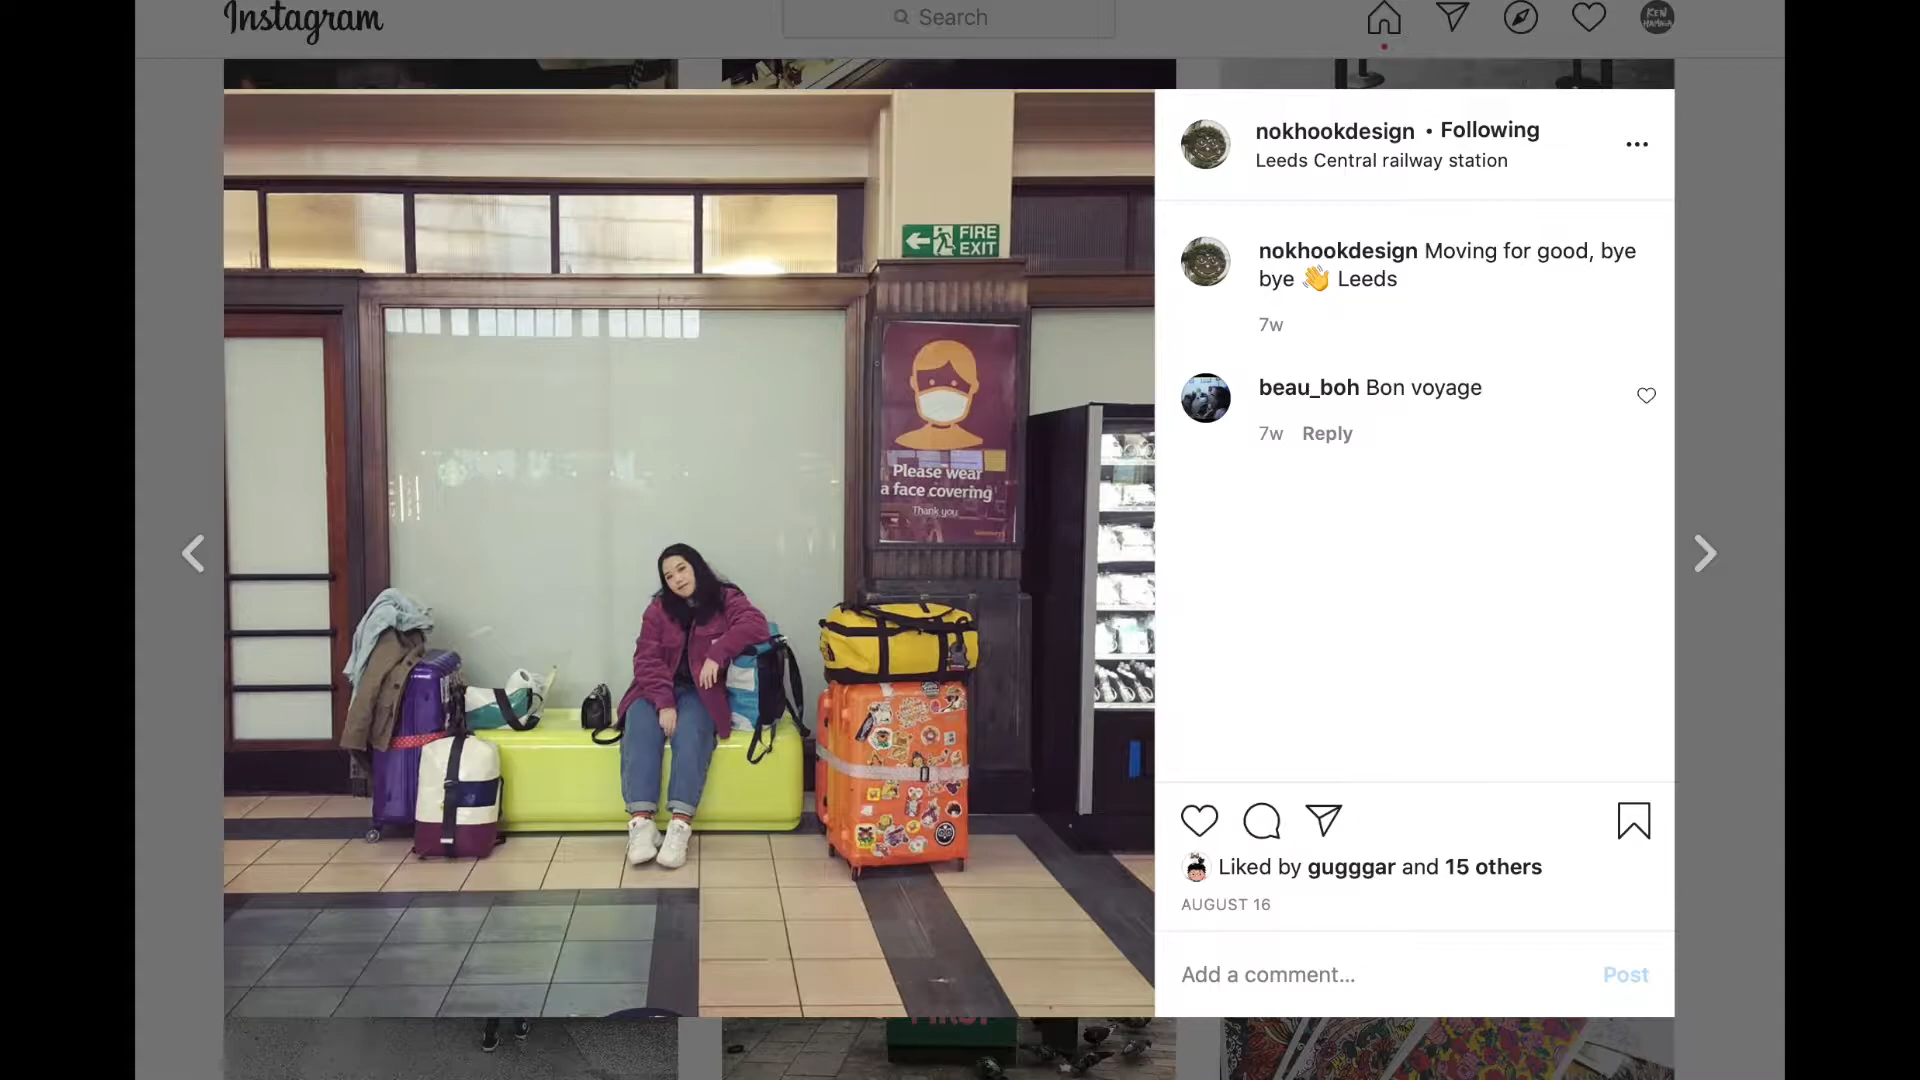 Instagram
Search
KEN
nokhookdesign • Following
Leeds Central railway station
FIRE
EXIT
nokhookdesign Moving for good, bye
bye 👋 Leeds
7w
beau_boh Bon voyage
7w Reply
Please wear
a face covering
Thank you
Liked by gugggar and 15 others
AUGUST 16
Add a comment... Post